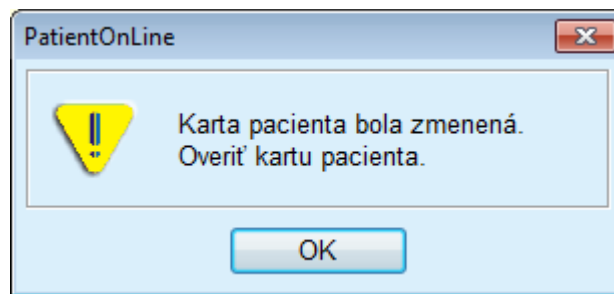 PatientOnLine
Karta pacienta bola zmenená.
Overiť kartu pacienta.
OK